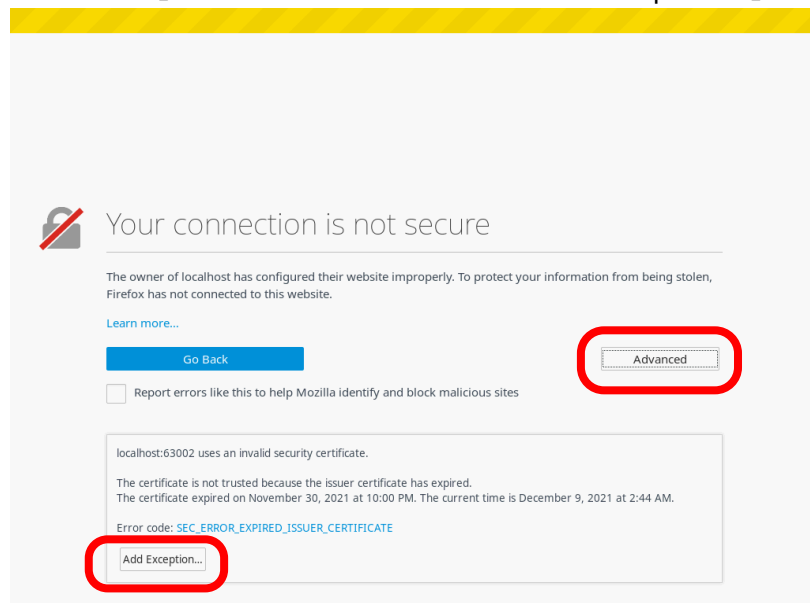 Your connection is not secure
The owner of localhost has configured their website improperly. To protect your information from being stolen,
Firefox has not connected to this website.
Learn more...
Go Back
Advanced
Report errors like this to help Mozilla identify and block malicious sites
localhost:63002 uses an invalid security certificate.
The certificate is not trusted because the issuer certificate has expired.
The certificate expired on November 30, 2021 at 10:00 PM. The current time is December 9, 2021 at 2:44 AM.
Error code: SEC_ERROR_EXPIRED_ISSUER_CERTIFICATE
Add Exception...